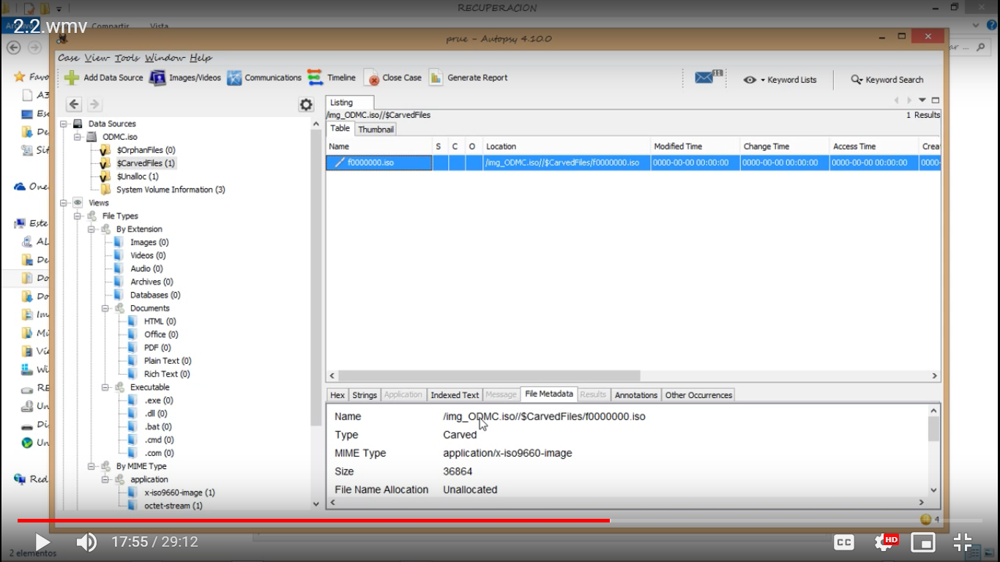 RECUPERACION
2.2.wmv
Compartir Vista
prue - Autopsy 4.10.0
Case View Tools Window Help
Add Data Source Images/Videos Communications Timeline Close Case Generate Report 11 Keyword Lists Keyword Search
Listing
/img_ODMC.iso//$CarvedFiles 1 Results
Table Thumbnail
Name S C O Location Modified Time Change Time Access Time Crea
f0000000.iso /img_ODMC.iso//$CarvedFiles/f0000000.iso 0000-00-00 00:00:00 0000-00-00 00:00:00 0000-00-00 00:00:00 0000-
Favo
A3
Es
De
Sit
One
Este
AL
De
Do
Do
Im
Mú
Víc
Wi
RE
Un
Di
Un
Red
Data Sources
ODMC.iso
$OrphanFiles (0)
$CarvedFiles (1)
$Unalloc (1)
System Volume Information (3)
Views
File Types
By Extension
Images (0)
Videos (0)
Audio (0)
Archives (0)
Databases (0)
Documents
HTML (0)
Office (0)
PDF (0)
Plain Text (0)
Rich Text (0)
Executable
.exe (0)
.dll (0)
.bat (0)
.cmd (0)
.com (0)
By MIME Type
application
x-iso9660-image (1)
octet-stream (1)
Hex Strings Application Indexed Text Message File Metadata Results Annotations Other Occurrences
Name /img_ODMC.iso//$CarvedFiles/f0000000.iso
Type Carved
MIME Type application/x-iso9660-image
Size 36864
File Name Allocation Unallocated
4
17:55 / 29:12
CC HD
2 elementos